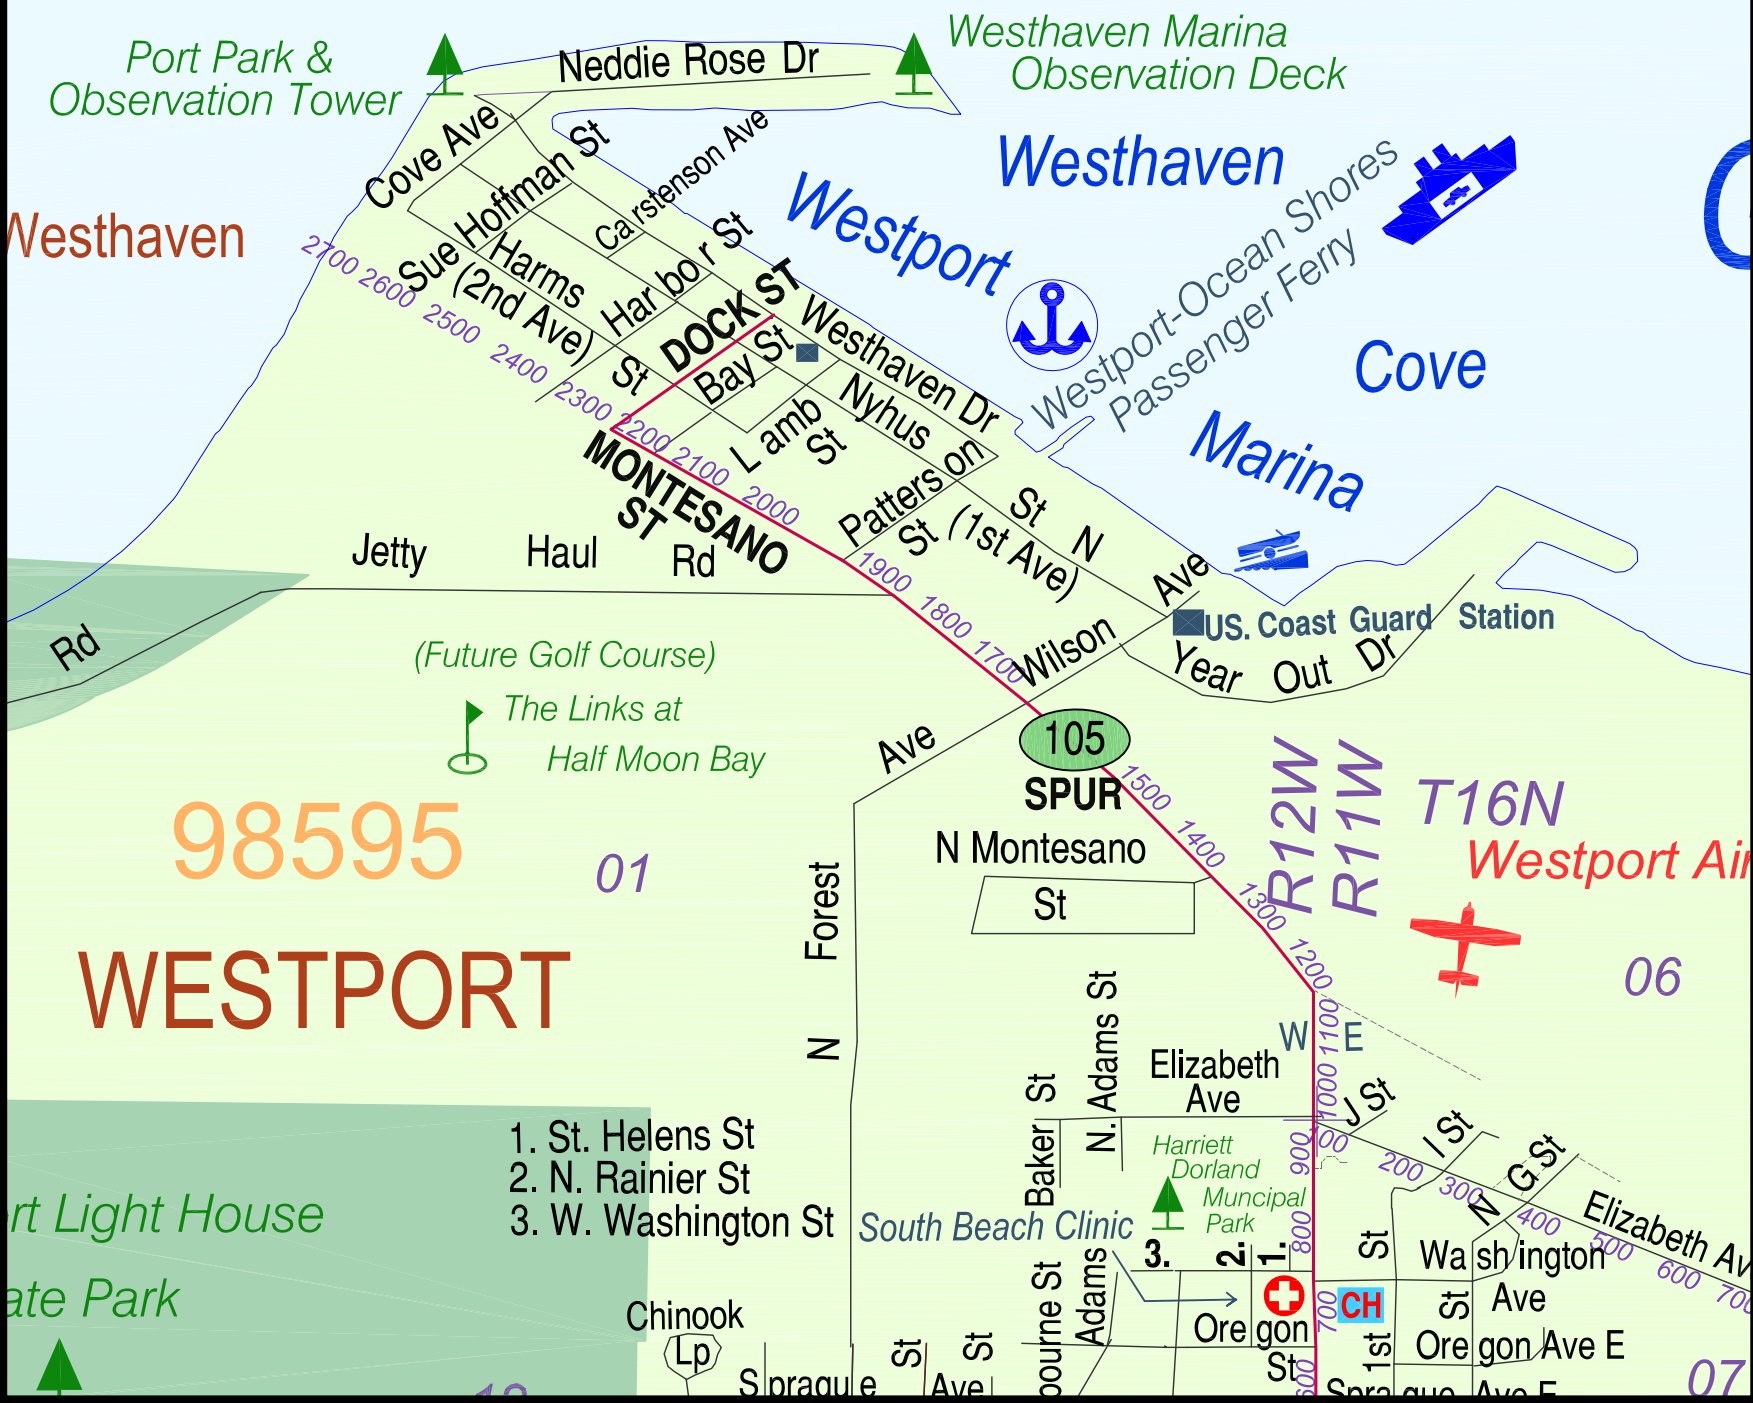 Port Park &
Observation Tower
Neddie Rose Dr
Westhaven Marina
Observation Deck
Cove Ave
Hoffman St
Carstenson Ave
Westhaven
Westport
Westport-Ocean Shores
Passenger Ferry
Westhaven
Sue
Harms
(2nd Ave)
St
Harbor St
DOCK ST
Bay St
Westhaven Dr
Nyhus
Lamb
St
Cove
Marina
2700
2600
2500
2400
2300
2200
2100
2000
MONTESANO
ST
Patterson
St
St N
(1st Ave)
Jetty Haul Rd
Rd
1900
1800
1700
Wilson
Ave
US. Coast Guard Station
Year Out Dr
(Future Golf Course)
The Links at
Half Moon Bay
Ave
105
SPUR
1500
1400
1300
1200
1100
1000
900
800
700
600
R12W
R11W
T16N
Westport Air
98595
01
N Montesano
St
N Forest
WESTPORT
06
W E
Baker St
N. Adams St
Elizabeth
Ave
J St
I St
N G St
100
200
300
400
500
600
700
Elizabeth Av
1. St. Helens St
2. N. Rainier St
3. W. Washington St
Harriett
Dorland
Muncipal
Park
South Beach Clinic
3. 2. 1.
rt Light House
ate Park
St
1st
Washington
Ave
St
CH
Oregon
St
Oregon Ave E
Chinook
Lp
Sprague
St
Ave
St
bourne St
Adams
Sprague Ave E
07